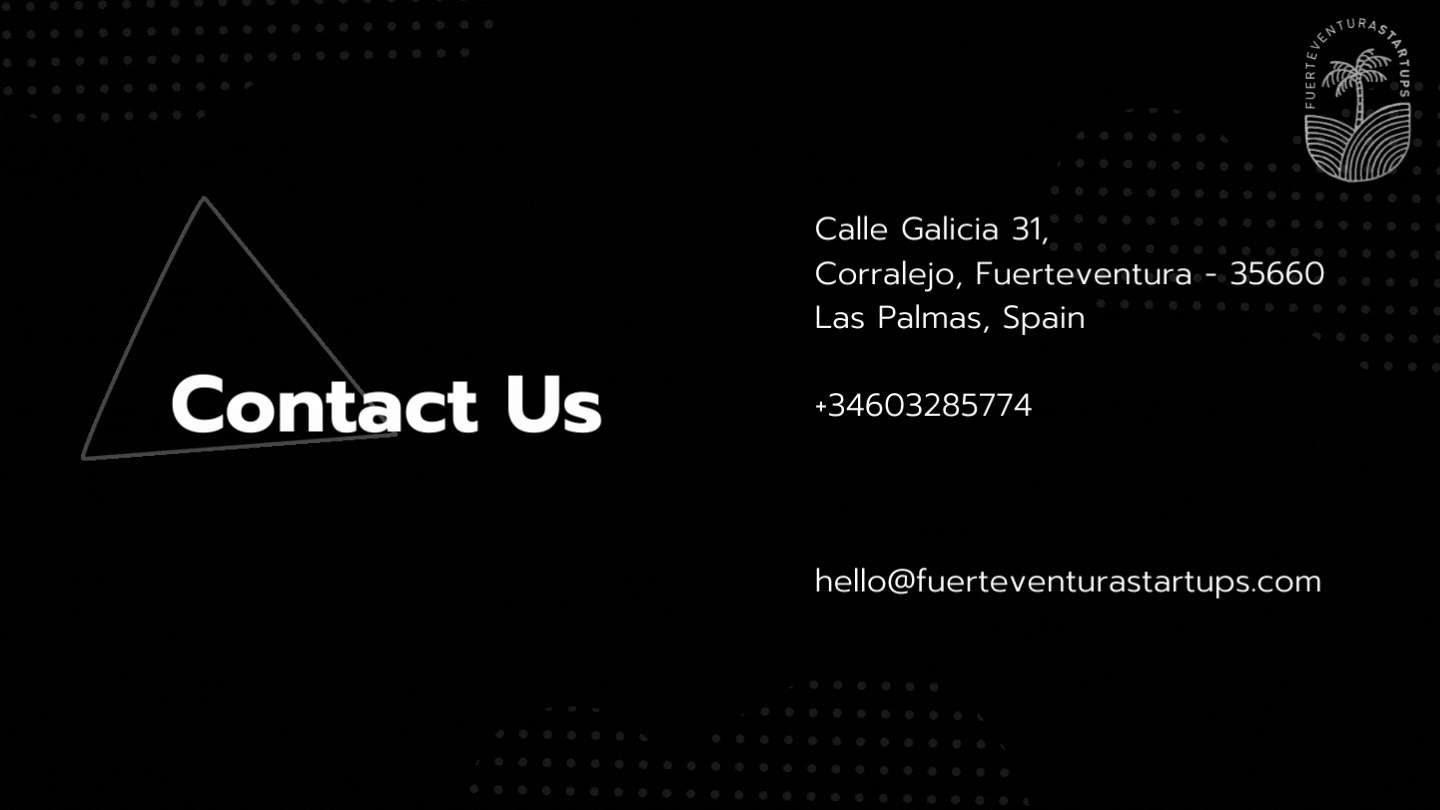 FUERTEVENTURASTARTUPS
Contact Us
Calle Galicia 31,
Corralejo, Fuerteventura - 35660
Las Palmas, Spain
+34603285774
hello@fuerteventurastartups.com